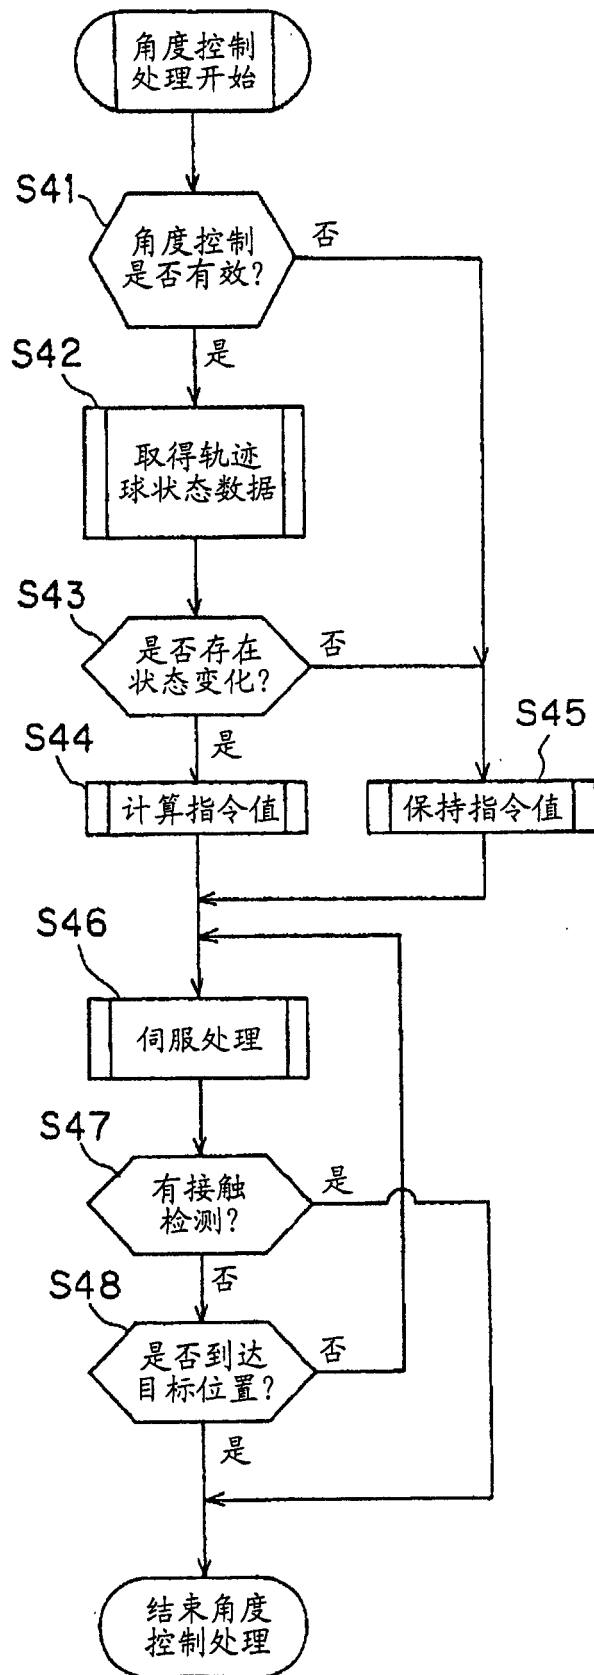 角度控制
处理开始
S41
角度控制
是否有效?
否
是
S42
取得轨迹
球状态数据
S43
是否存在
状态变化?
否
是
S44
计算指令值
S45
保持指令值
S46
伺服处理
S47
有接触
检测?
是
否
S48
是否到达
目标位置?
否
是
结束角度
控制处理